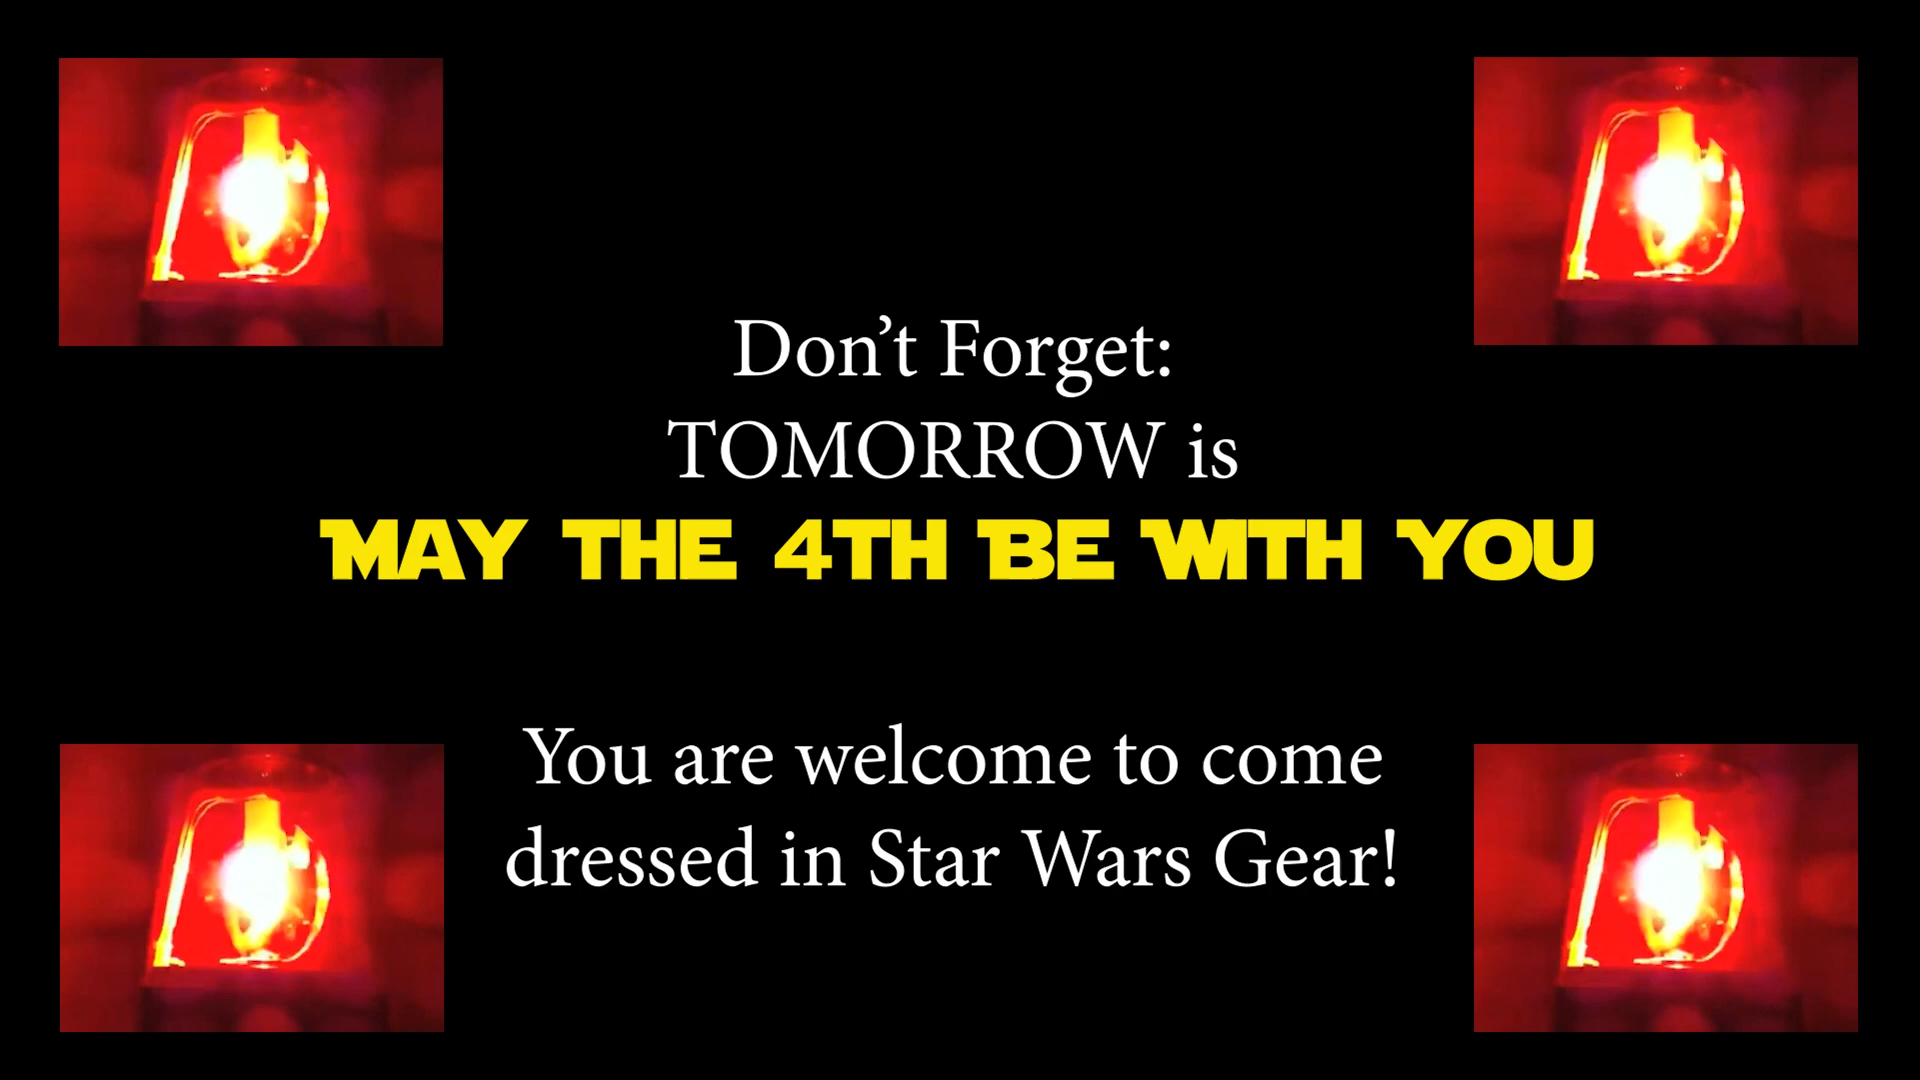 Don’t Forget:
TOMORROW is
MAY THE 4TH BE WITH YOU
You are welcome to come
dressed in Star Wars Gear!